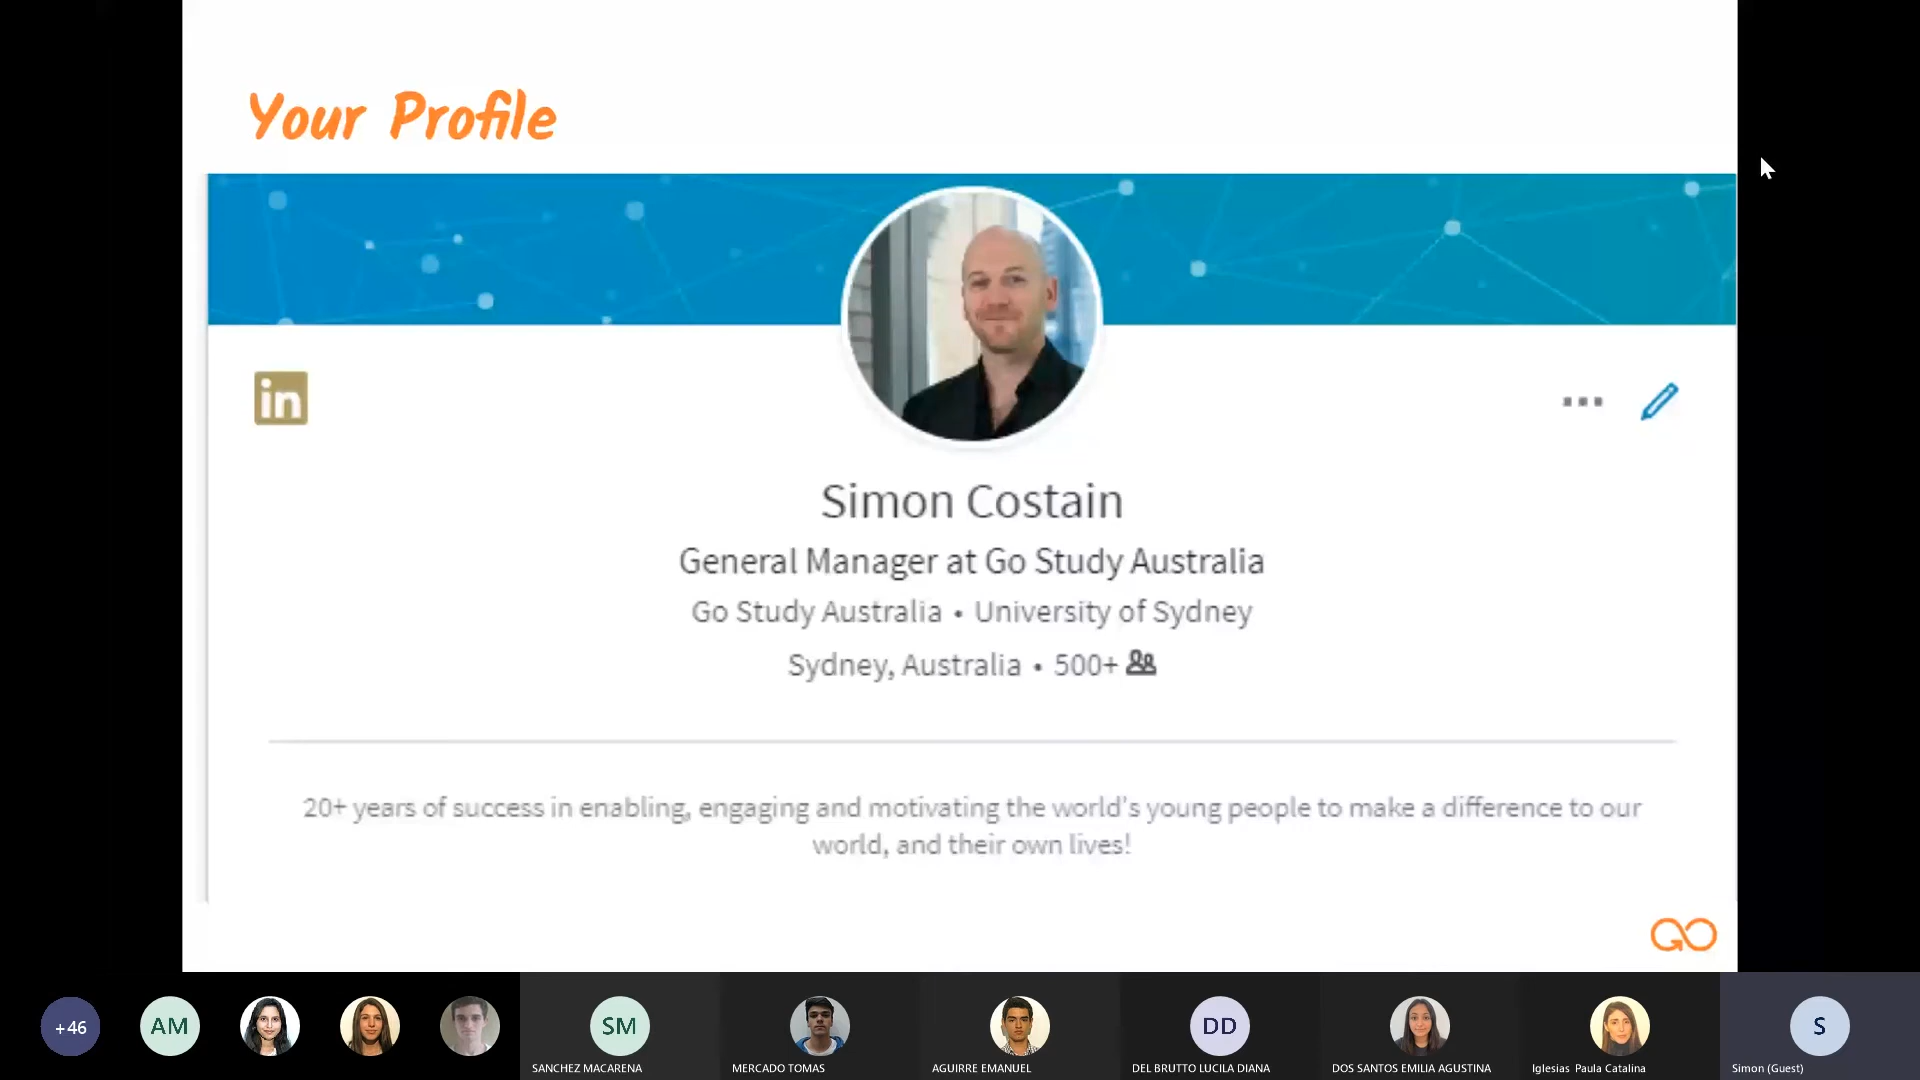 Your Profile
in
Simon Costain
General Manager at Go Study Australia
Go Study Australia • University of Sydney
Sydney, Australia • 500+
20+ years of success in enabling, engaging and motivating the world's young people to make a difference to our
world, and their own lives!
GO
+46
AM
SM
DD
S
SANCHEZ MACARENA
MERCADO TOMAS
AGUIRRE EMANUEL
DEL BRUTTO LUCILA DIANA
DOS SANTOS EMILIA AGUSTINA
Iglesias Paula Catalina
Simon (Guest)